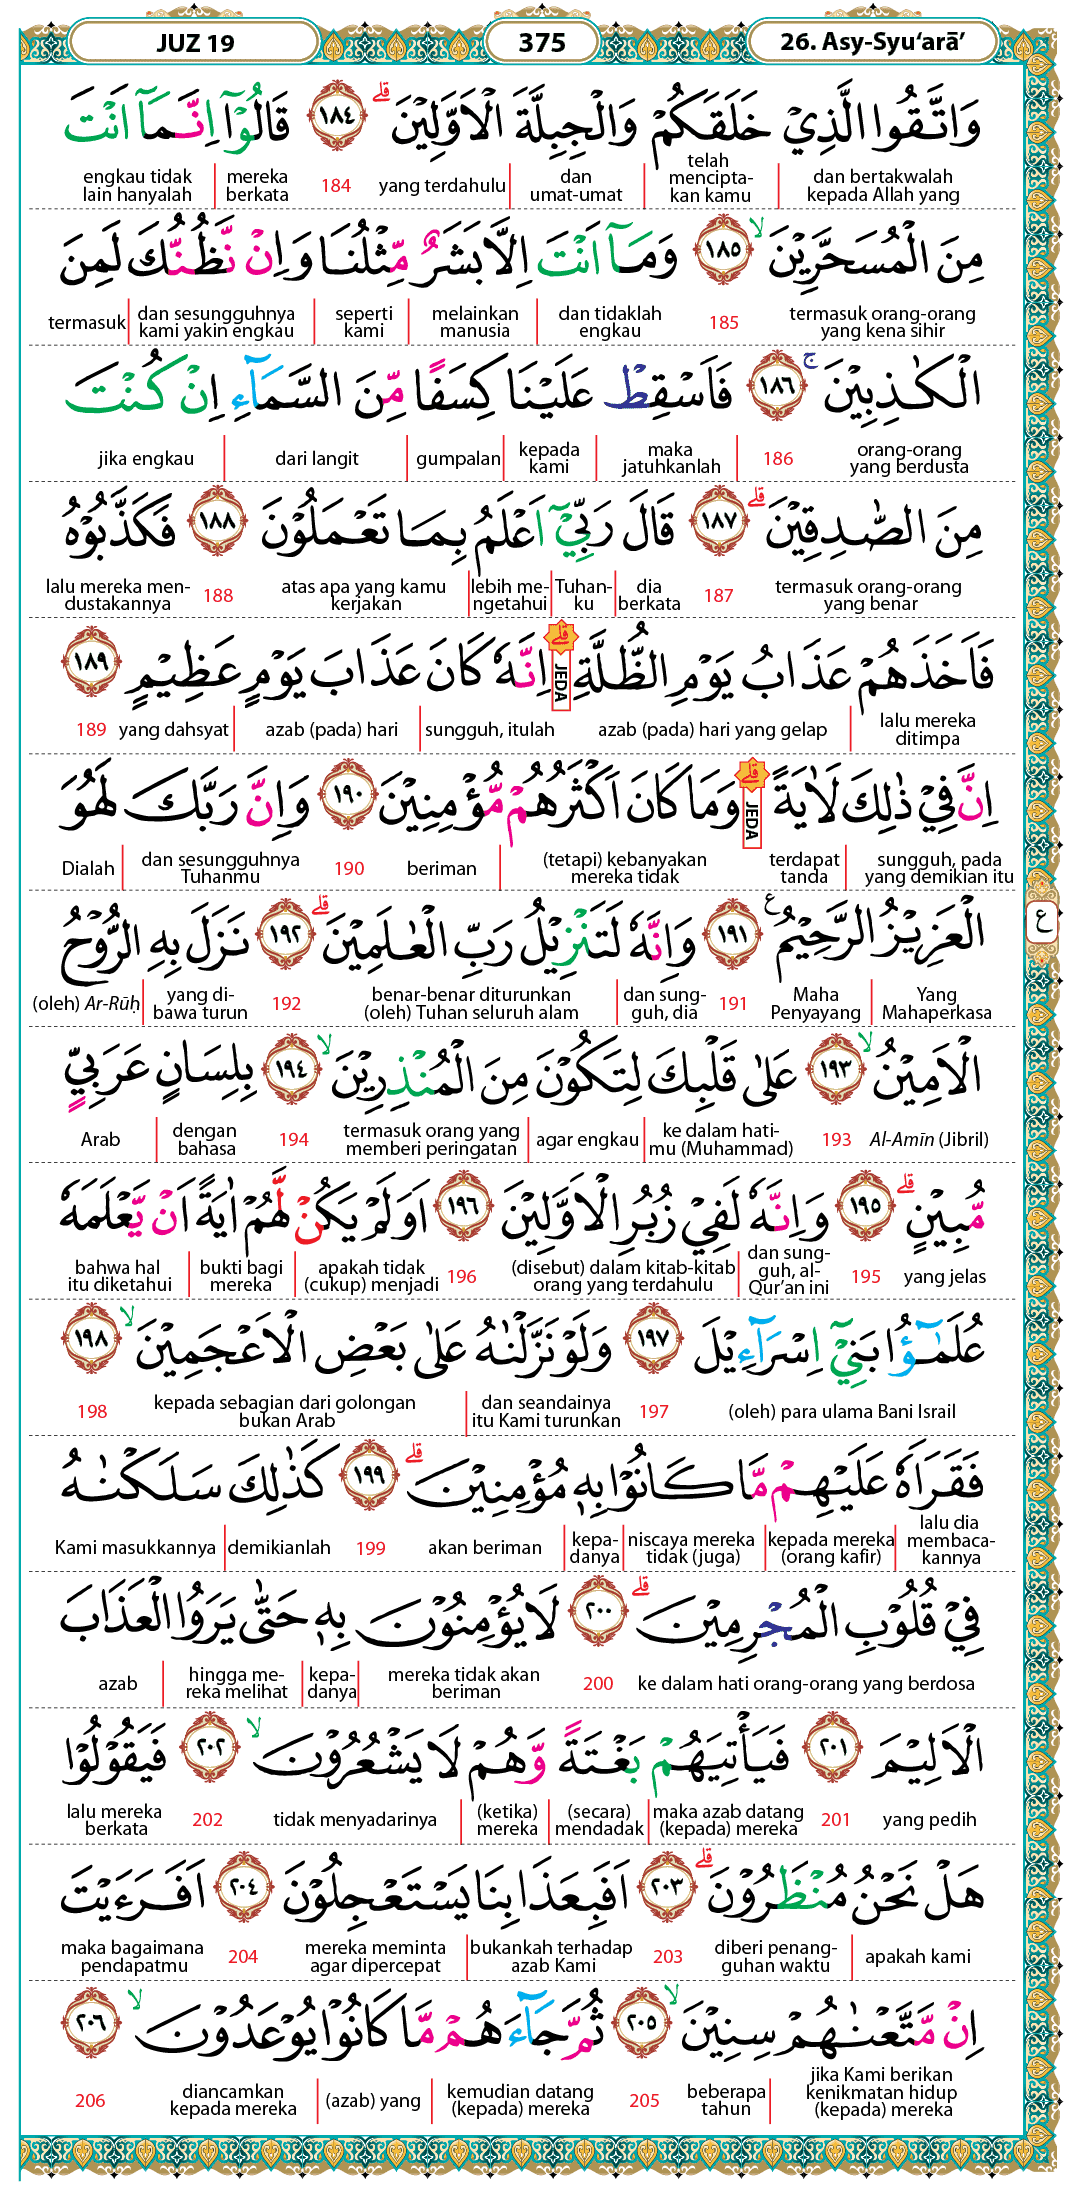 JUZ 19
375
26. Asy-Syu‘arā’
وَاتَّقُوا الَّذِيْ خَلَقَكُمْ وَالْجِبِلَّةَ الْاَوَّلِيْنَ ۗ ١٨٤ قَالُوْٓا اِنَّمَآ اَنْتَ
dan bertakwalah kepada Allah yang | telah mencipta-kan kamu | dan umat-umat | yang terdahulu 184 mereka berkata | engkau tidak lain hanyalah
مِنَ الْمُسَحَّرِيْنَ ۙ ١٨٥ وَمَآ اَنْتَ اِلَّا بَشَرٌ مِّثْلُنَا وَاِنْ نَّظُنُّكَ لَمِنَ
termasuk orang-orang yang kena sihir 185 dan tidaklah engkau | melainkan manusia | seperti kami | dan sesungguhnya kami yakin engkau | termasuk
الْكٰذِبِيْنَ ۚ ١٨٦ فَاَسْقِطْ عَلَيْنَا كِسَفًا مِّنَ السَّمَاۤءِ اِنْ كُنْتَ
orang-orang yang berdusta 186 maka jatuhkanlah | kepada kami | gumpalan | dari langit | jika engkau
مِنَ الصّٰدِقِيْنَ ۗ ١٨٧ قَالَ رَبِّيْٓ اَعْلَمُ بِمَا تَعْمَلُوْنَ ١٨٨ فَكَذَّبُوْهُ
termasuk orang-orang yang benar 187 dia berkata | Tuhan-ku | lebih me-ngetahui | atas apa yang kamu kerjakan 188 lalu mereka men-dustakannya
فَاَخَذَهُمْ عَذَابُ يَوْمِ الظُّلَّةِ ۗ JEDA اِنَّهٗ كَانَ عَذَابَ يَوْمٍ عَظِيْمٍ ١٨٩
lalu mereka ditimpa | azab (pada) hari yang gelap sungguh, itulah | azab (pada) hari | yang dahsyat 189
اِنَّ فِيْ ذٰلِكَ لَاٰيَةً ۗ JEDA وَمَا كَانَ اَكْثَرُهُمْ مُّؤْمِنِيْنَ ١٩٠ وَاِنَّ رَبَّكَ لَهُوَ
sungguh, pada yang demikian itu | terdapat tanda (tetapi) kebanyakan mereka tidak | beriman 190 dan sesungguhnya Tuhanmu | Dialah
الْعَزِيْزُ الرَّحِيْمُ ࣖ ١٩١ وَاِنَّهٗ لَتَنْزِيْلُ رَبِّ الْعٰلَمِيْنَ ۗ ١٩٢ نَزَلَ بِهِ الرُّوْحُ
ع
Yang Mahaperkasa | Maha Penyayang 191 dan sung-guh, dia | benar-benar diturunkan (oleh) Tuhan seluruh alam 192 yang di-bawa turun | (oleh) Ar-Rūḥ
الْاَمِيْنُ ۙ ١٩٣ عَلٰى قَلْبِكَ لِتَكُوْنَ مِنَ الْمُنْذِرِيْنَ ۙ ١٩٤ بِلِسَانٍ عَرَبِيٍّ
Al-Amīn (Jibril) 193 ke dalam hati-mu (Muhammad) | agar engkau | termasuk orang yang memberi peringatan 194 dengan bahasa | Arab
مُّبِيْنٍ ۗ ١٩٥ وَاِنَّهٗ لَفِيْ زُبُرِ الْاَوَّلِيْنَ ١٩٦ اَوَلَمْ يَكُنْ لَّهُمْ اٰيَةً اَنْ يَّعْلَمَهٗ
yang jelas 195 dan sung-guh, al-Qur’an ini | (disebut) dalam kitab-kitab orang yang terdahulu 196 apakah tidak (cukup) menjadi | bukti bagi mereka | bahwa hal itu diketahui
عُلَمٰۤؤُا بَنِيْٓ اِسْرَاۤءِيْلَ ١٩٧ وَلَوْ نَزَّلْنٰهُ عَلٰى بَعْضِ الْاَعْجَمِيْنَ ۙ ١٩٨
(oleh) para ulama Bani Israil 197 dan seandainya itu Kami turunkan | kepada sebagian dari golongan bukan Arab 198
فَقَرَاَهٗ عَلَيْهِمْ مَّا كَانُوْا بِهٖ مُؤْمِنِيْنَ ۗ ١٩٩ كَذٰلِكَ سَلَكْنٰهُ
lalu dia membaca-kannya | kepada mereka (orang kafir) | niscaya mereka tidak (juga) | kepa-danya | akan beriman 199 demikianlah | Kami masukkannya
فِيْ قُلُوْبِ الْمُجْرِمِيْنَ ۗ ٢٠٠ لَا يُؤْمِنُوْنَ بِهٖ حَتّٰى يَرَوُا الْعَذَابَ
ke dalam hati orang-orang yang berdosa 200 mereka tidak akan beriman | kepa-danya | hingga me-reka melihat | azab
الْاَلِيْمَ ٢٠١ فَيَأْتِيَهُمْ بَغْتَةً وَّهُمْ لَا يَشْعُرُوْنَ ۙ ٢٠٢ فَيَقُوْلُوْا
yang pedih 201 maka azab datang (kepada) mereka | (secara) mendadak | (ketika) mereka | tidak menyadarinya 202 lalu mereka berkata
هَلْ نَحْنُ مُنْظَرُوْنَ ۗ ٢٠٣ اَفَبِعَذَابِنَا يَسْتَعْجِلُوْنَ ٢٠٤ اَفَرَءَيْتَ
apakah kami | diberi penang-guhan waktu 203 bukankah terhadap azab Kami | mereka meminta agar dipercepat 204 maka bagaimana pendapatmu
اِنْ مَّتَّعْنٰهُمْ سِنِيْنَ ۙ ٢٠٥ ثُمَّ جَاۤءَهُمْ مَّا كَانُوْا يُوْعَدُوْنَ ۙ ٢٠٦
jika Kami berikan kenikmatan hidup (kepada) mereka | beberapa tahun 205 kemudian datang (kepada) mereka | (azab) yang | diancamkan kepada mereka 206